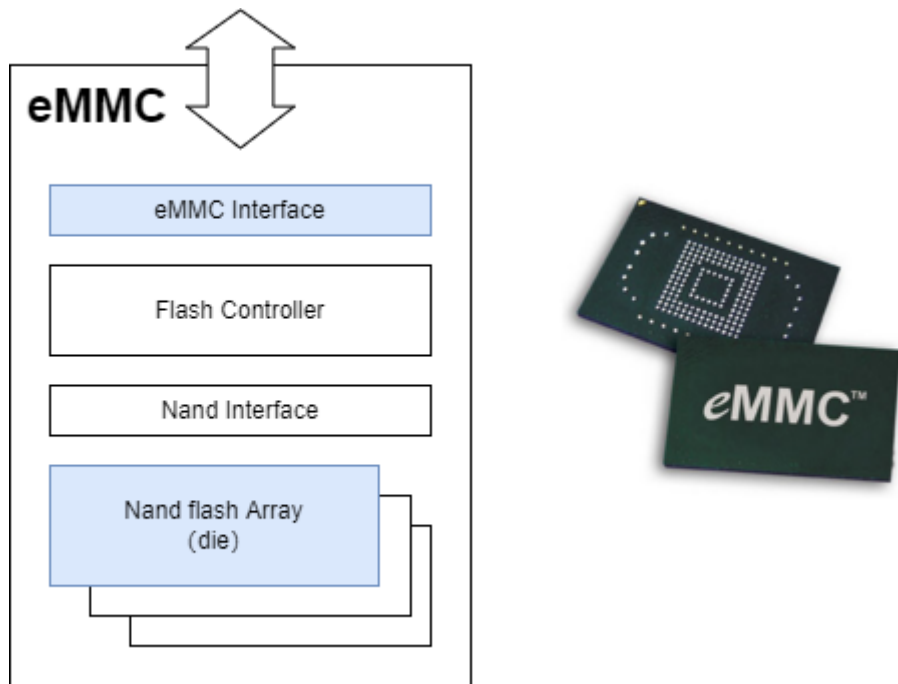 eMMC
eMMC Interface
Flash Controller
Nand Interface
Nand flash Array
(die)
eMMC™